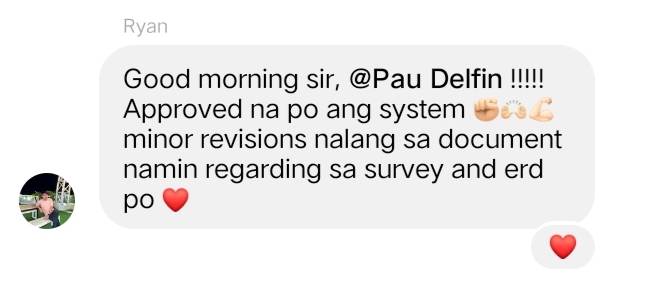 Ryan
Good morning sir, @Pau Delfin !!!!!
Approved na po ang system ✊🏻🙌🏻💪🏻
minor revisions nalang sa document
namin regarding sa survey and erd
po ❤️
❤️